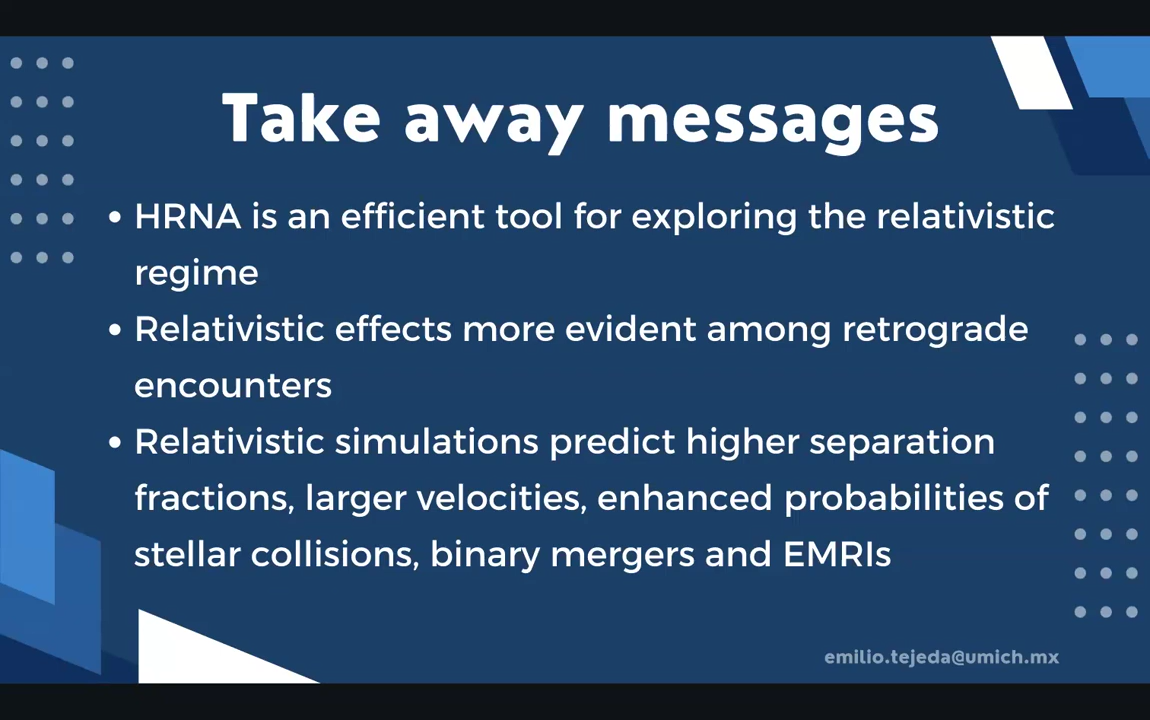 Take away messages
• HRNA is an efficient tool for exploring the relativistic
regime
• Relativistic effects more evident among retrograde
encounters
• Relativistic simulations predict higher separation
fractions, larger velocities, enhanced probabilities of
stellar collisions, binary mergers and EMRIs
emilio.tejeda@umich.mx